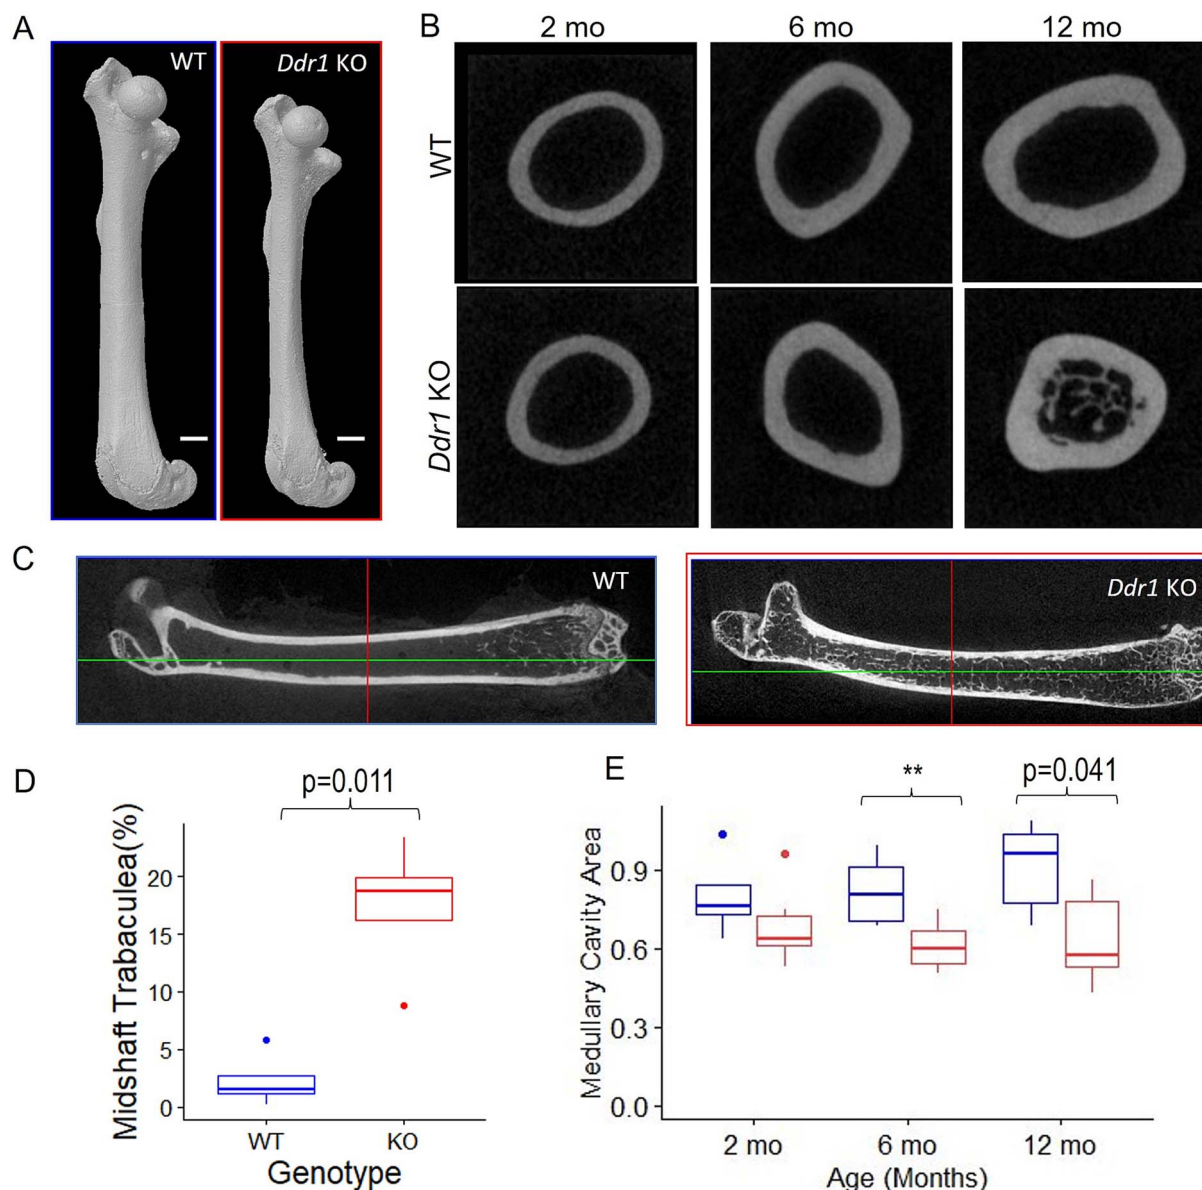 A
WT
Ddr1 KO
B
2 mo
6 mo
12 mo
WT
Ddr1 KO
C
WT
Ddr1 KO
D
p=0.011
Midshaft Trabaculea(%)
20
15
10
5
0
WT
KO
Genotype
E
**
p=0.041
Medullary Cavity Area
0.9
0.6
0.3
0.0
2 mo
6 mo
12 mo
Age (Months)